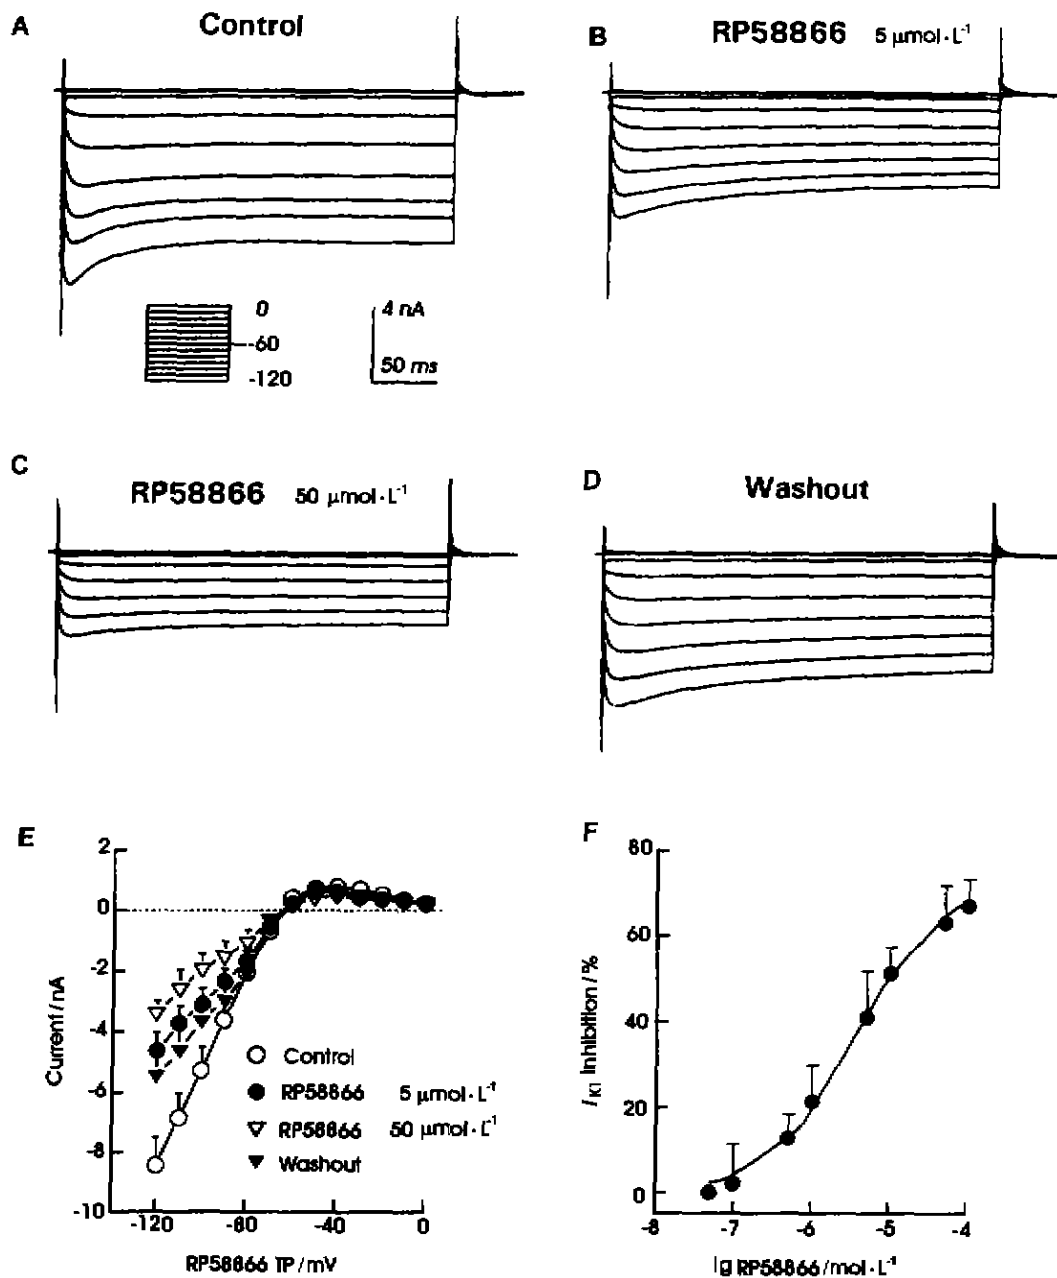 A
Control
B
RP58866 5 μmol·L⁻¹
0
-60
-120
4 nA
50 ms
C
RP58866 50 μmol·L⁻¹
D
Washout
E
Current/nA
2
0
-2
-4
-6
-8
-10
-120
-80
-40
0
RP58866 TP/mV
Control
RP58866 5 μmol·L⁻¹
RP58866 50 μmol·L⁻¹
Washout
F
I K1 Inhibition/%
80
60
40
20
0
-8
-7
-6
-5
-4
lg RP58866/mol·L⁻¹